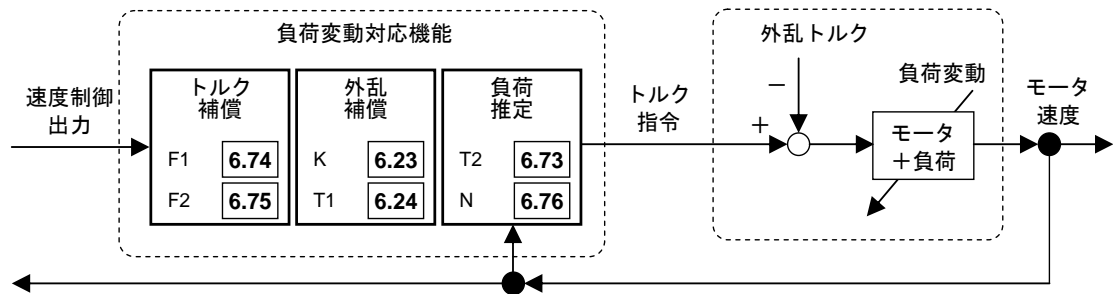 負荷変動対応機能
外乱トルク
速度制御
出力
トルク
補償
F1 6.74
F2 6.75
外乱
補償
K 6.23
T1 6.24
負荷
推定
T2 6.73
N 6.76
トルク
指令
+
−
負荷変動
モータ
+負荷
モータ
速度